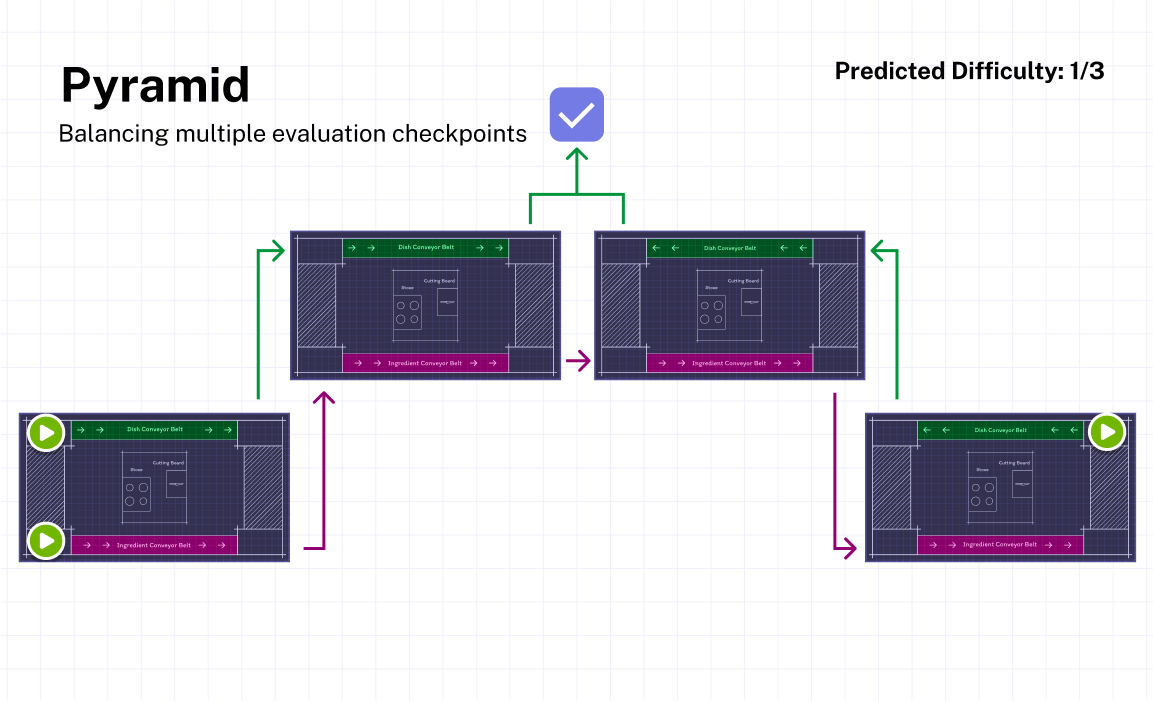 Pyramid
Predicted Difficulty: 1/3
Balancing multiple evaluation checkpoints
Dish Conveyor Belt
Cutting Board
Stove
Ingredient Conveyor Belt
Dish Conveyor Belt
Cutting Board
Stove
Ingredient Conveyor Belt
Dish Conveyor Belt
Cutting Board
Stove
Ingredient Conveyor Belt
Dish Conveyor Belt
Cutting Board
Stove
Ingredient Conveyor Belt